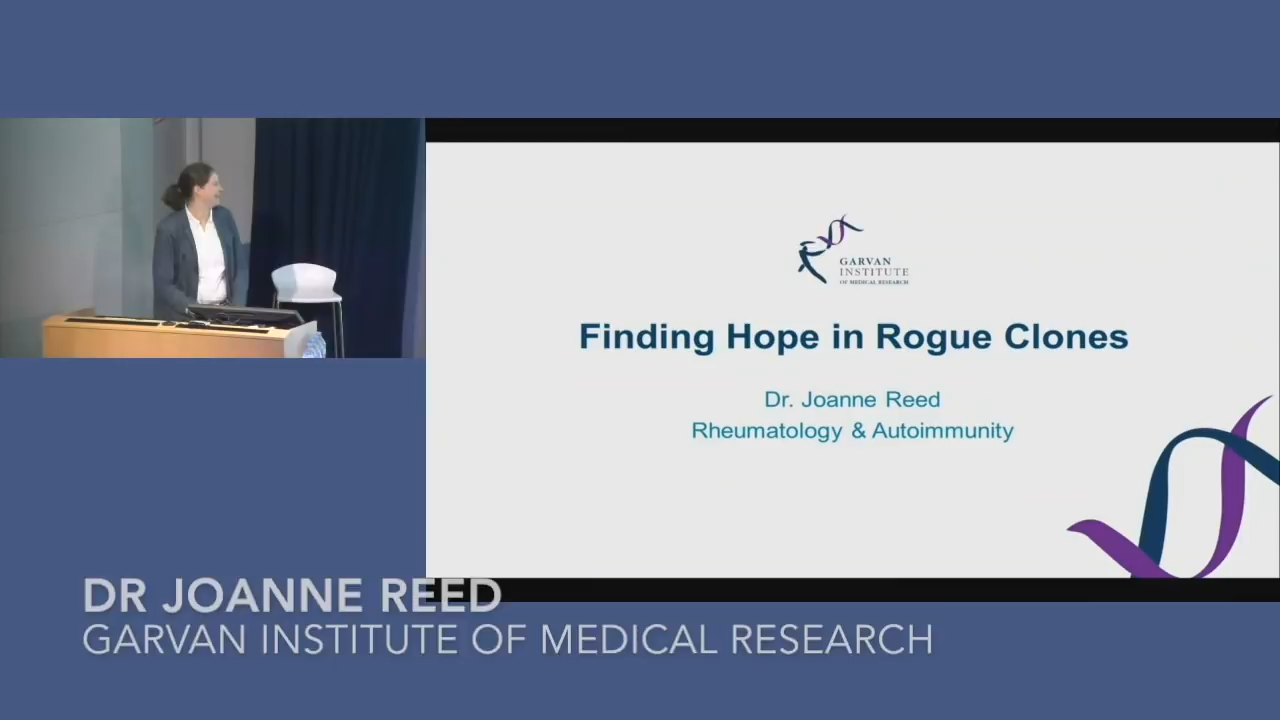 GARVAN
INSTITUTE
OF MEDICAL RESEARCH
Finding Hope in Rogue Clones
Dr. Joanne Reed
Rheumatology & Autoimmunity
DR JOANNE REED
GARVAN INSTITUTE OF MEDICAL RESEARCH